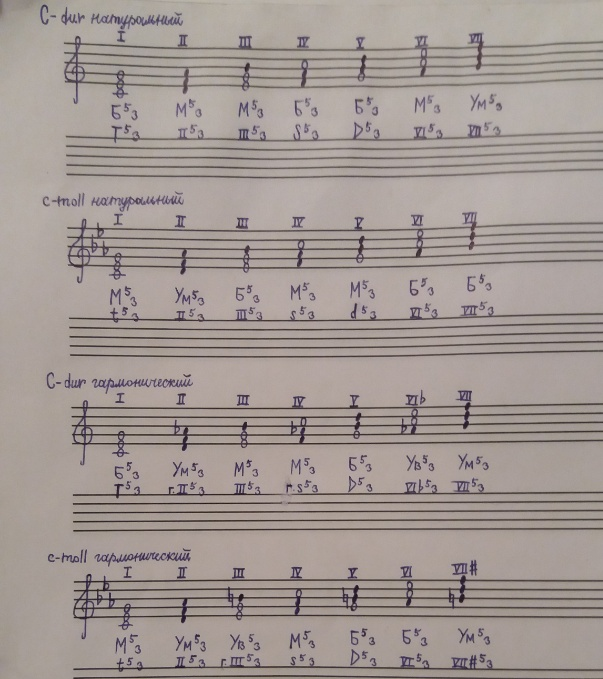 C-dur натуральный
I II III IV V VI VII
Б⁵₃ М⁵₃ М⁵₃ Б⁵₃ Б⁵₃ М⁵₃ Ум⁵₃
T⁵₃ II⁵₃ III⁵₃ S⁵₃ D⁵₃ VI⁵₃ VII⁵₃
c-moll натуральный
I II III IV V VI VII
М⁵₃ Ум⁵₃ Б⁵₃ М⁵₃ М⁵₃ Б⁵₃ Б⁵₃
t⁵₃ II⁵₃ III⁵₃ s⁵₃ d⁵₃ VI⁵₃ VII⁵₃
C-dur гармонический
I II III IV V VI♭ VII
Б⁵₃ Ум⁵₃ М⁵₃ М⁵₃ Б⁵₃ Ув⁵₃ Ум⁵₃
T⁵₃ г.II⁵₃ III⁵₃ г.s⁵₃ D⁵₃ VI♭⁵₃ VII⁵₃
c-moll гармонический
I II III IV V VI VII#
М⁵₃ Ум⁵₃ Ув⁵₃ М⁵₃ Б⁵₃ Б⁵₃ Ум⁵₃
t⁵₃ II⁵₃ г.III⁵₃ s⁵₃ D⁵₃ VI⁵₃ VII#⁵₃